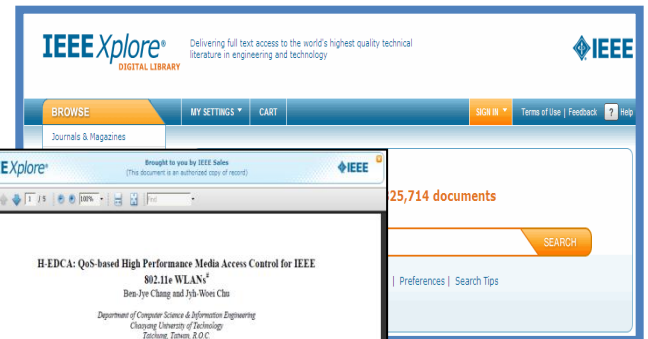 IEEE Xplore®
DIGITAL LIBRARY
Delivering full text access to the world's highest quality technical
literature in engineering and technology
IEEE
BROWSE
MY SETTINGS
CART
SIGN IN
Terms of Use | Feedback
? Help
Journals & Magazines
E Xplore®
Brought to you by IEEE Sales
(This document is an authorized copy of record)
IEEE
1 / 5
100%
Find
25,714 documents
SEARCH
| Preferences | Search Tips
H-EDCA: QoS-based High Performance Media Access Control for IEEE
802.11e WLANs#
Ben-Jye Chang and Jyh-Woei Chu
Department of Computer Science & Information Engineering
Chaoyang University of Technology
Taichung, Taiwan, R.O.C.